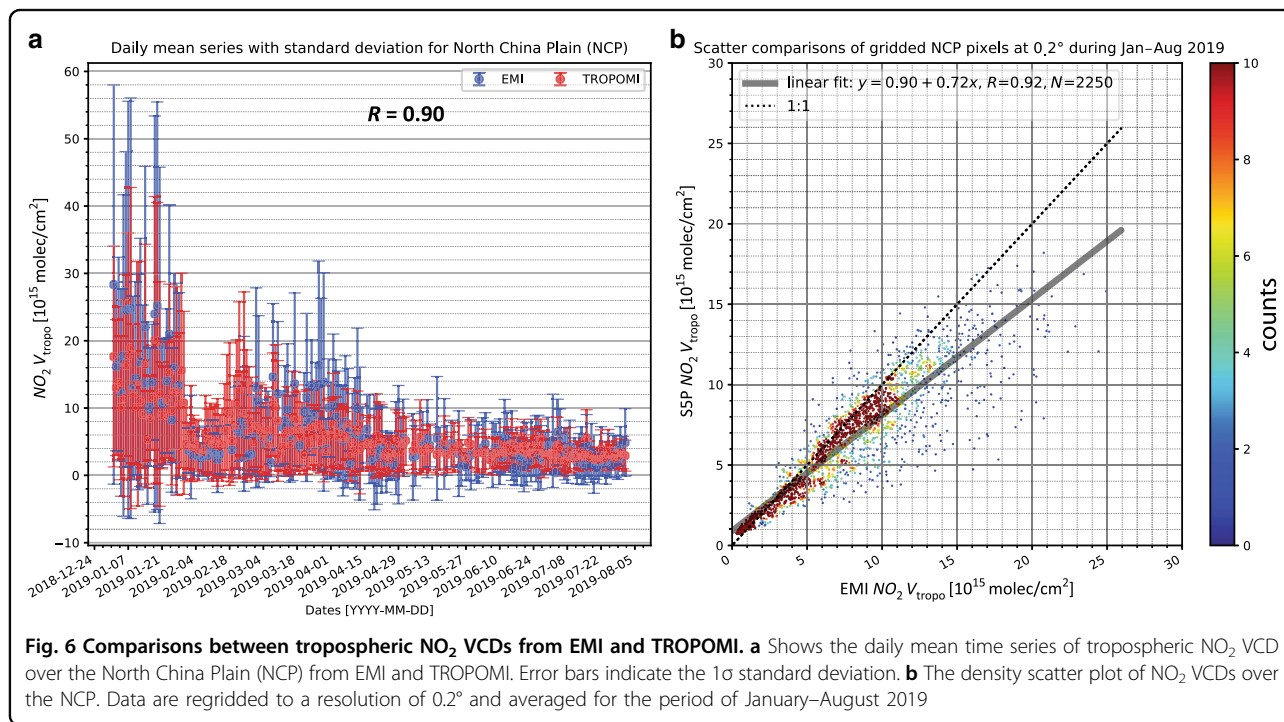 a
Daily mean series with standard deviation for North China Plain (NCP)
EMI TROPOMI
R = 0.90
60
50
40
30
20
10
0
−10
NO2 Vtropo [10^15 molec/cm^2]
2018-12-24
2019-01-07
2019-01-21
2019-02-04
2019-02-18
2019-03-04
2019-03-18
2019-04-01
2019-04-15
2019-04-29
2019-05-13
2019-05-27
2019-06-10
2019-06-24
2019-07-08
2019-07-22
2019-08-05
Dates [YYYY-MM-DD]
b
Scatter comparisons of gridded NCP pixels at 0.2° during Jan–Aug 2019
linear fit: y = 0.90 + 0.72x, R=0.92, N=2250
1:1
30
25
20
15
10
5
0
S5P NO2 Vtropo [10^15 molec/cm^2]
0 5 10 15 20 25 30
EMI NO2 Vtropo [10^15 molec/cm^2]
10
8
6
4
2
0
counts
Fig. 6 Comparisons between tropospheric NO2 VCDs from EMI and TROPOMI. a Shows the daily mean time series of tropospheric NO2 VCD
over the North China Plain (NCP) from EMI and TROPOMI. Error bars indicate the 1σ standard deviation. b The density scatter plot of NO2 VCDs over
the NCP. Data are regridded to a resolution of 0.2° and averaged for the period of January–August 2019